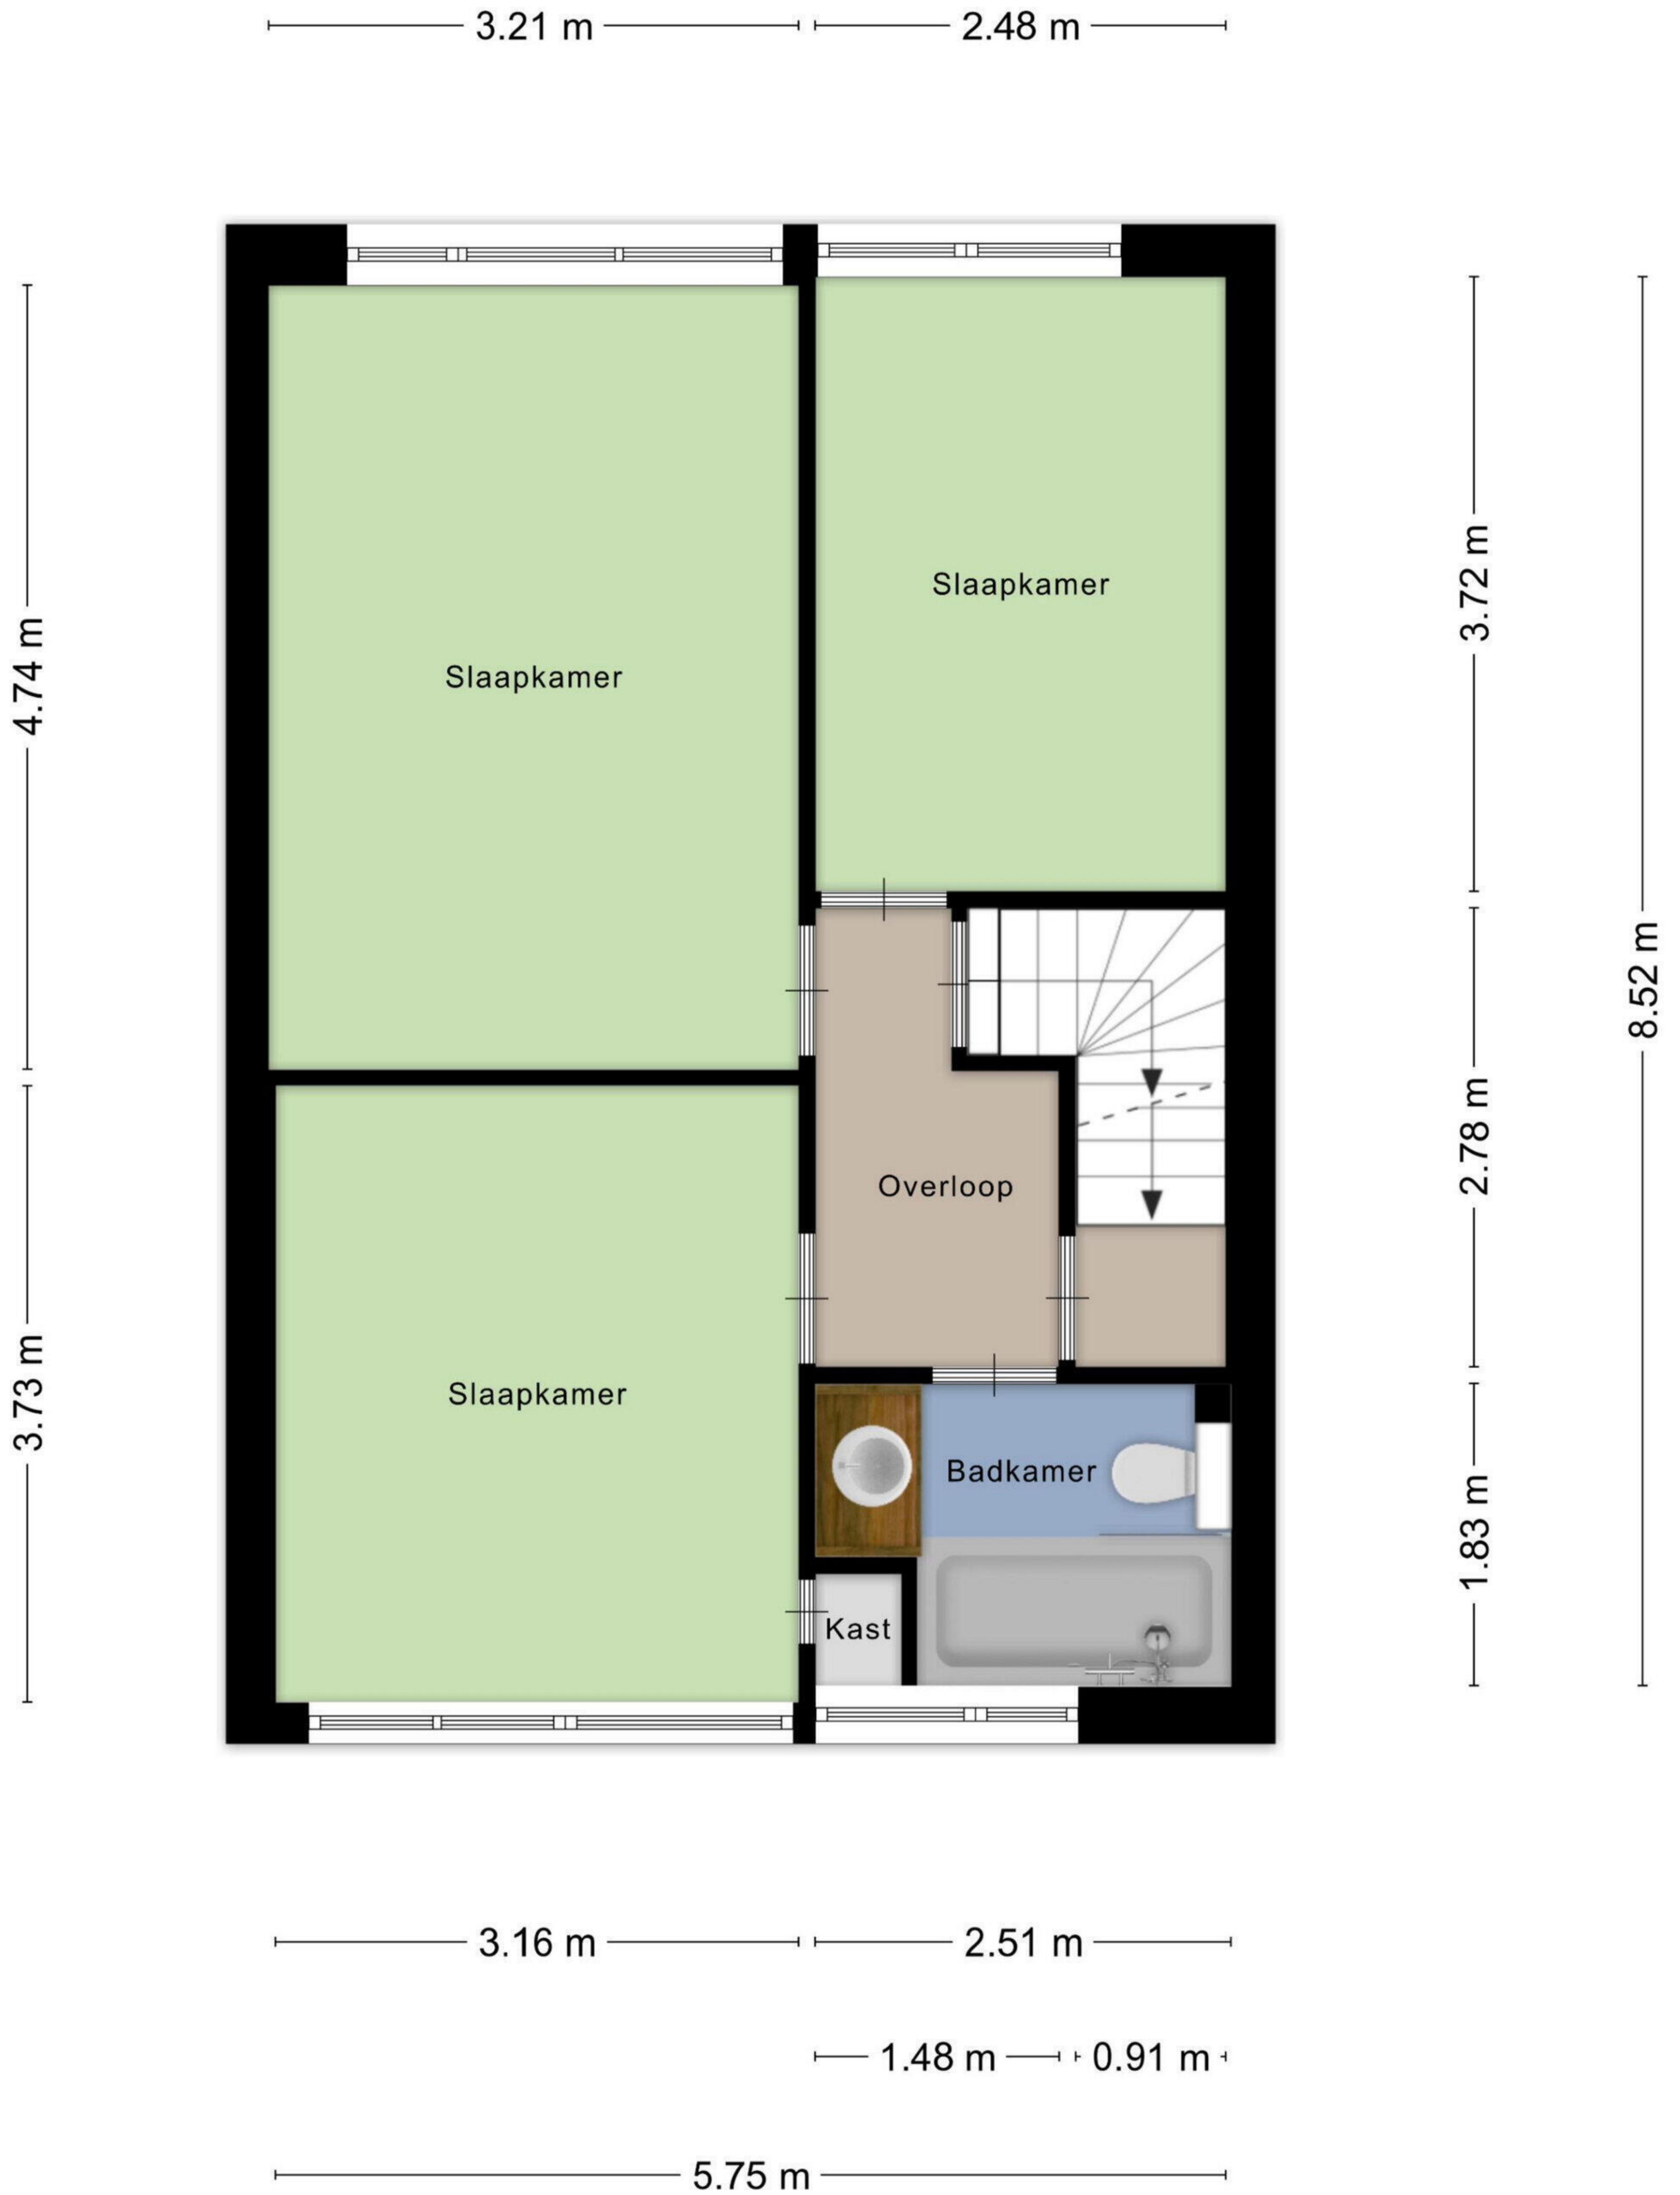 3.21 m
2.48 m
4.74 m
3.72 m
Slaapkamer
Slaapkamer
8.52 m
2.78 m
Overloop
3.73 m
Slaapkamer
Badkamer
1.83 m
Kast
3.16 m
2.51 m
1.48 m
0.91 m
5.75 m